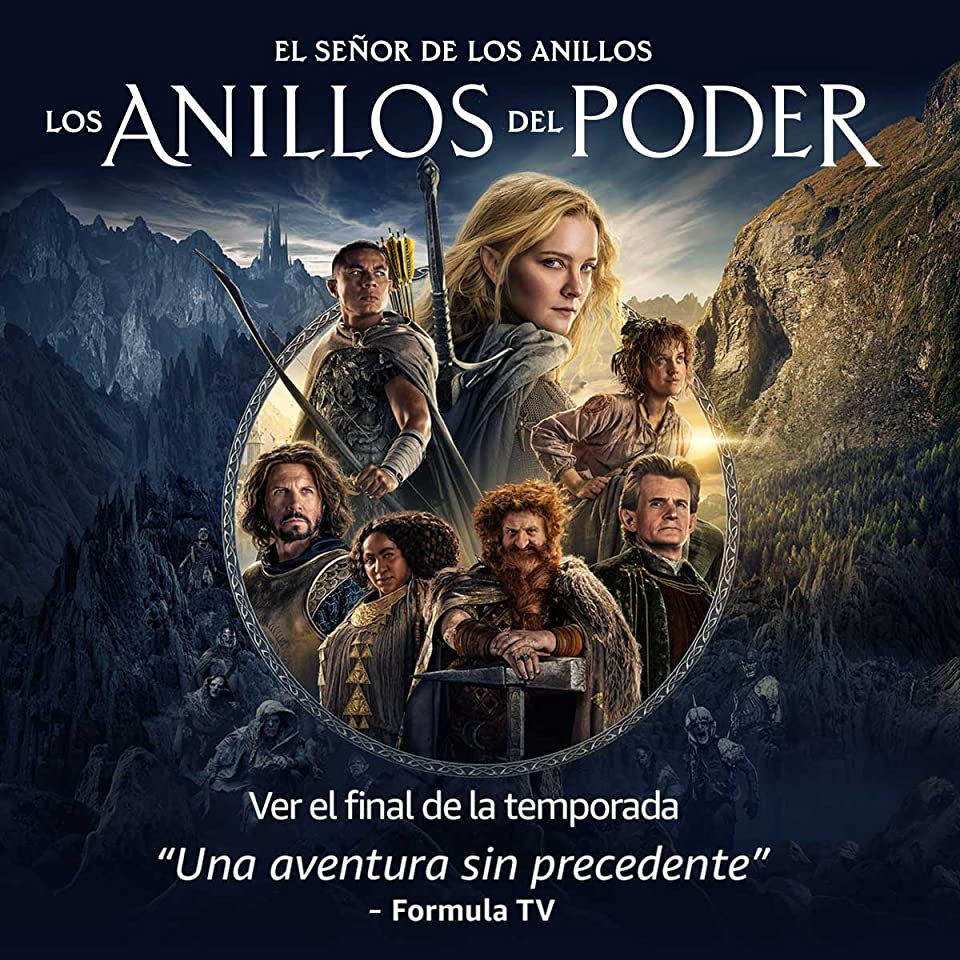 EL SEÑOR DE LOS ANILLOS
LOS ANILLOS DEL PODER
Ver el final de la temporada
“Una aventura sin precedente”
- Formula TV